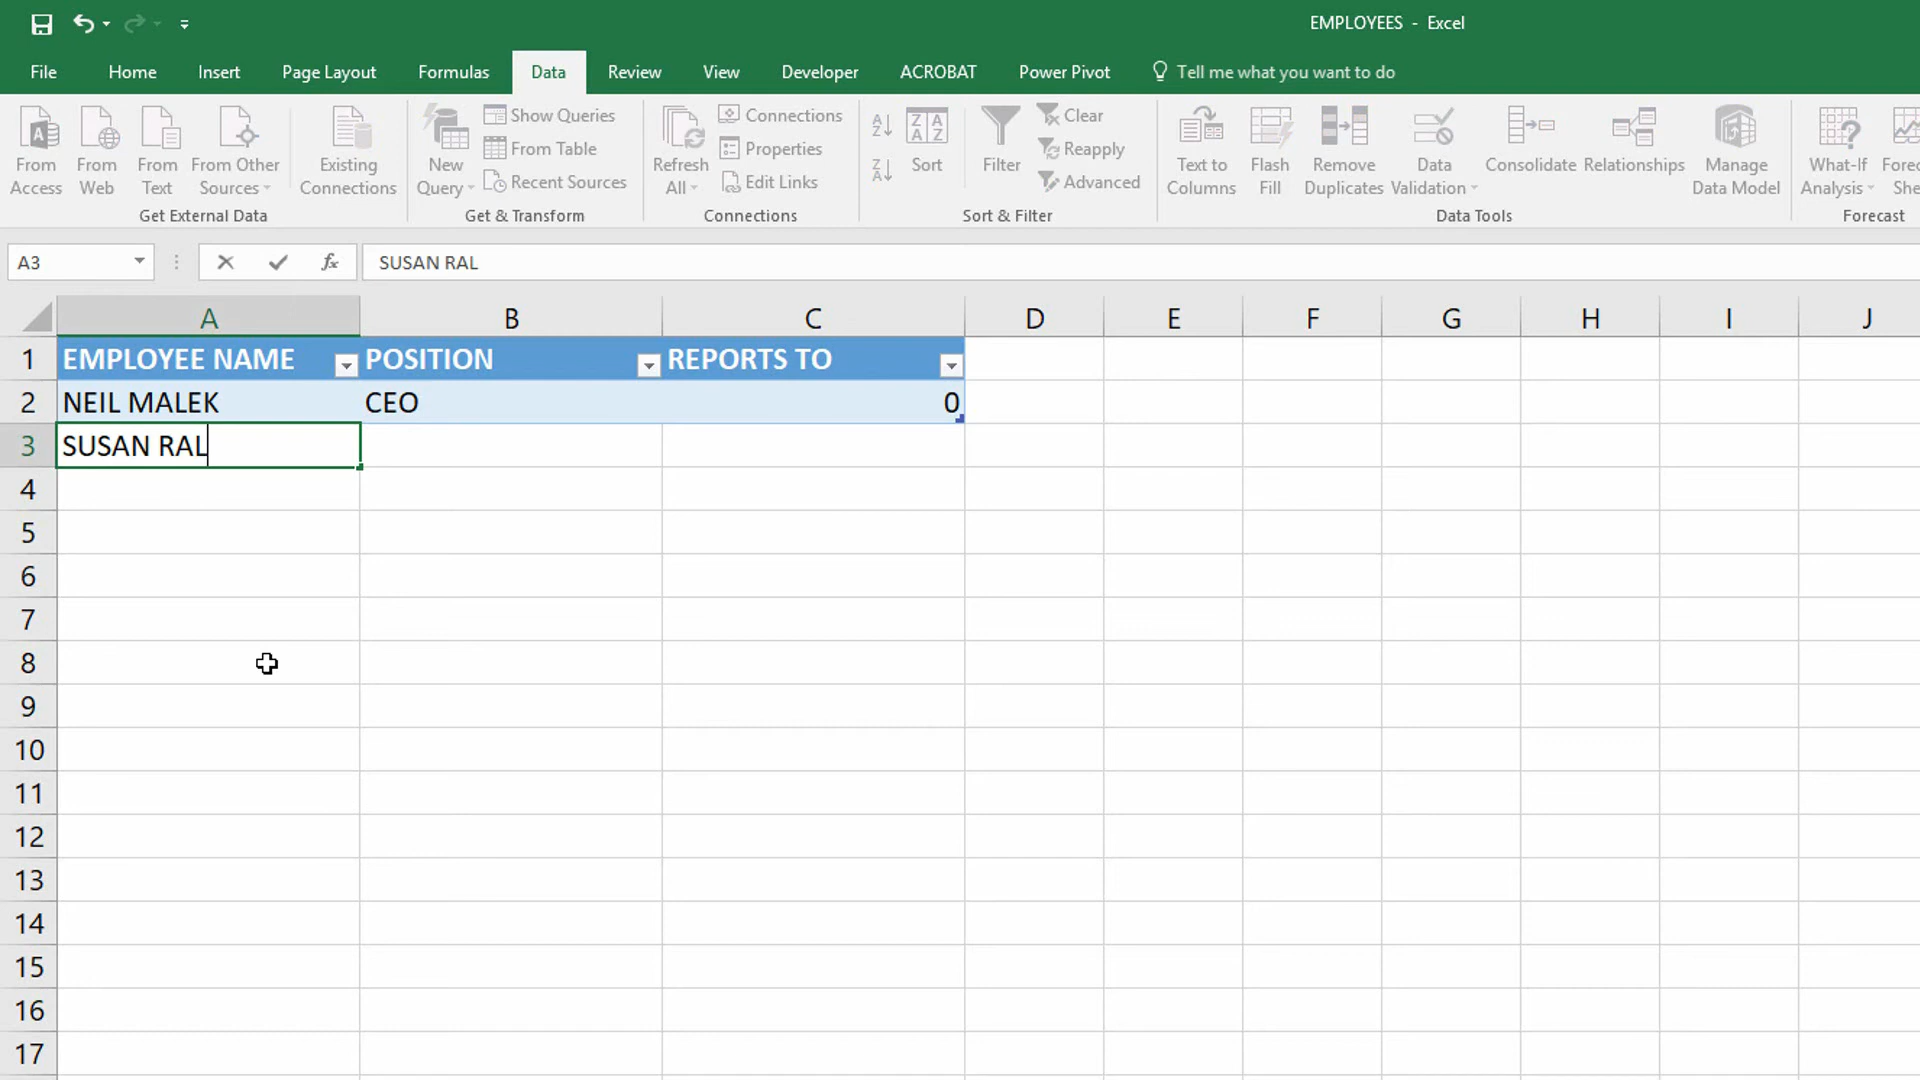 EMPLOYEES - Excel
File Home Insert Page Layout Formulas Data Review View Developer ACROBAT Power Pivot Tell me what you want to do
From Access
From Web
From Text
From Other Sources
Existing Connections
Get External Data
New Query
Show Queries
From Table
Recent Sources
Get & Transform
Refresh All
Connections
Properties
Edit Links
Connections
Sort
Filter
Clear
Reapply
Advanced
Sort & Filter
Text to Columns
Flash Fill
Remove Duplicates
Data Validation
Consolidate
Relationships
Manage Data Model
Data Tools
What-If Analysis
Forec
She
Forecast
A3 fx SUSAN RAL
A B C D E F G H I J
1 EMPLOYEE NAME POSITION REPORTS TO
2 NEIL MALEK CEO 0
3 SUSAN RAL
4
5
6
7
8
9
10
11
12
13
14
15
16
17